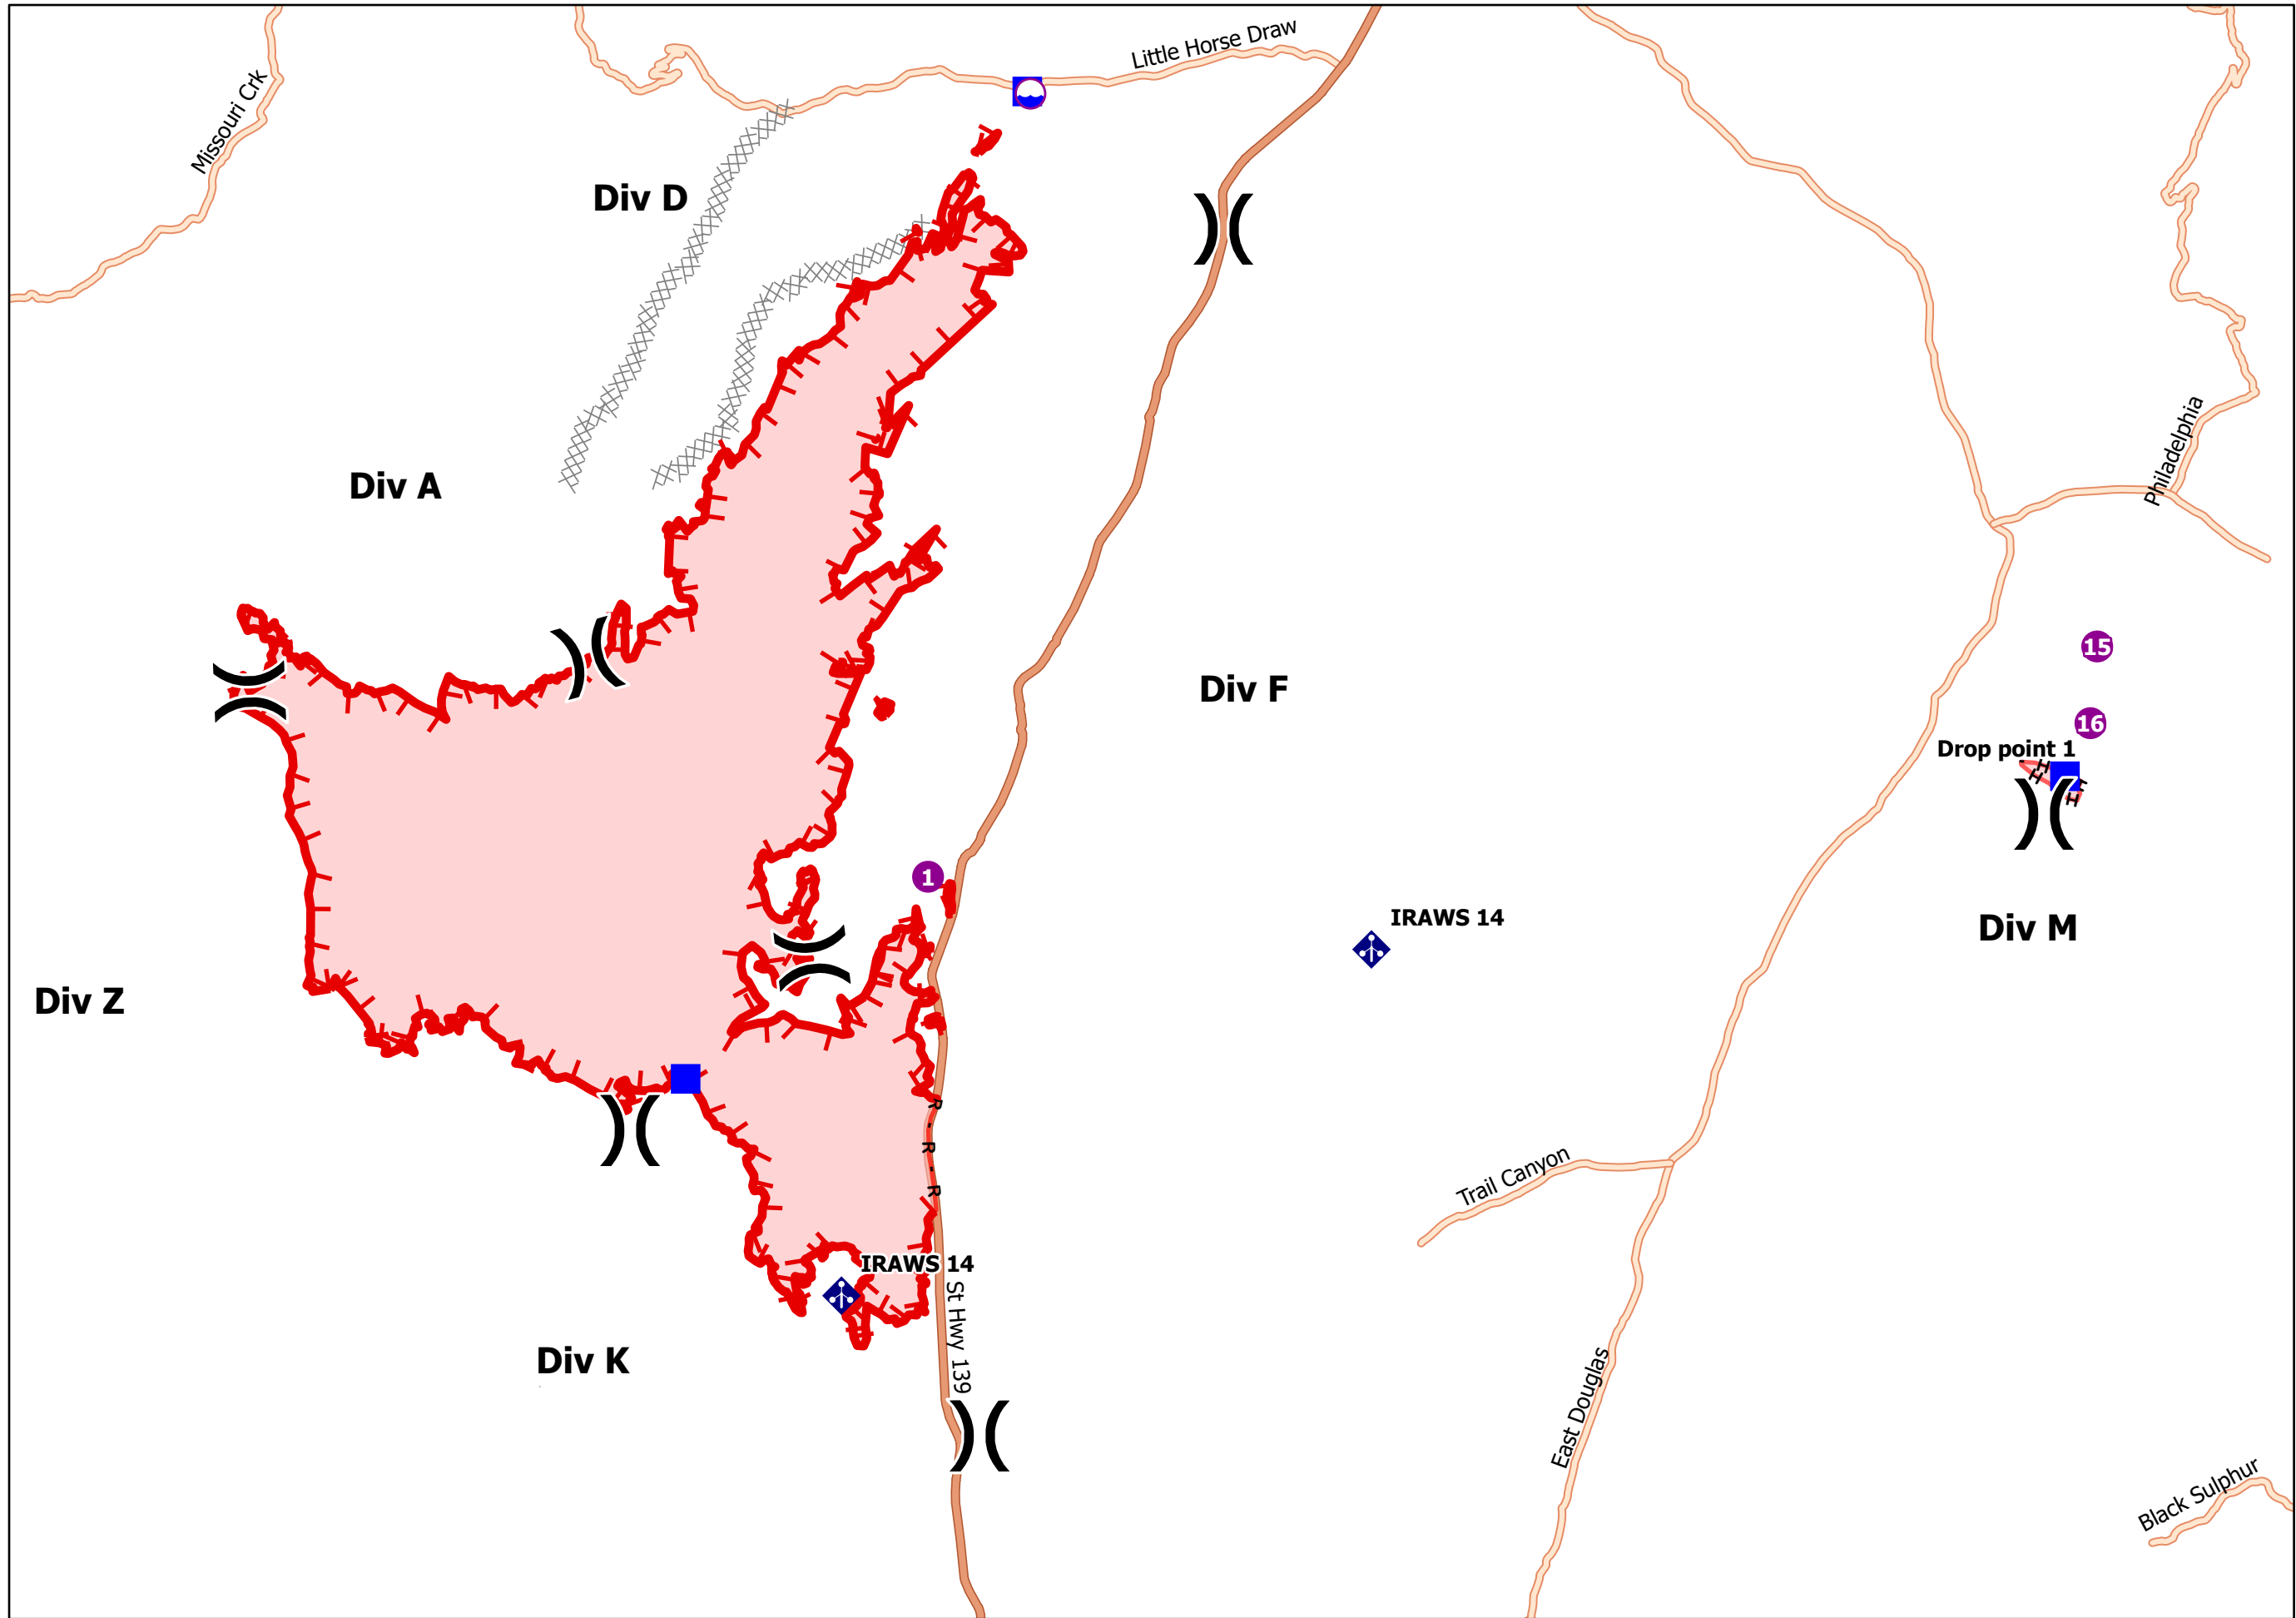 Little Horse Draw
Missouri Crk
Div D
Philadelphia
Div A
15
Div F
16
Drop point 1
1
IRAWS 14
Div M
Div Z
R - R - R
Trail Canyon
IRAWS 14
St Hwy 139
Div K
East Douglas
Black Sulphur